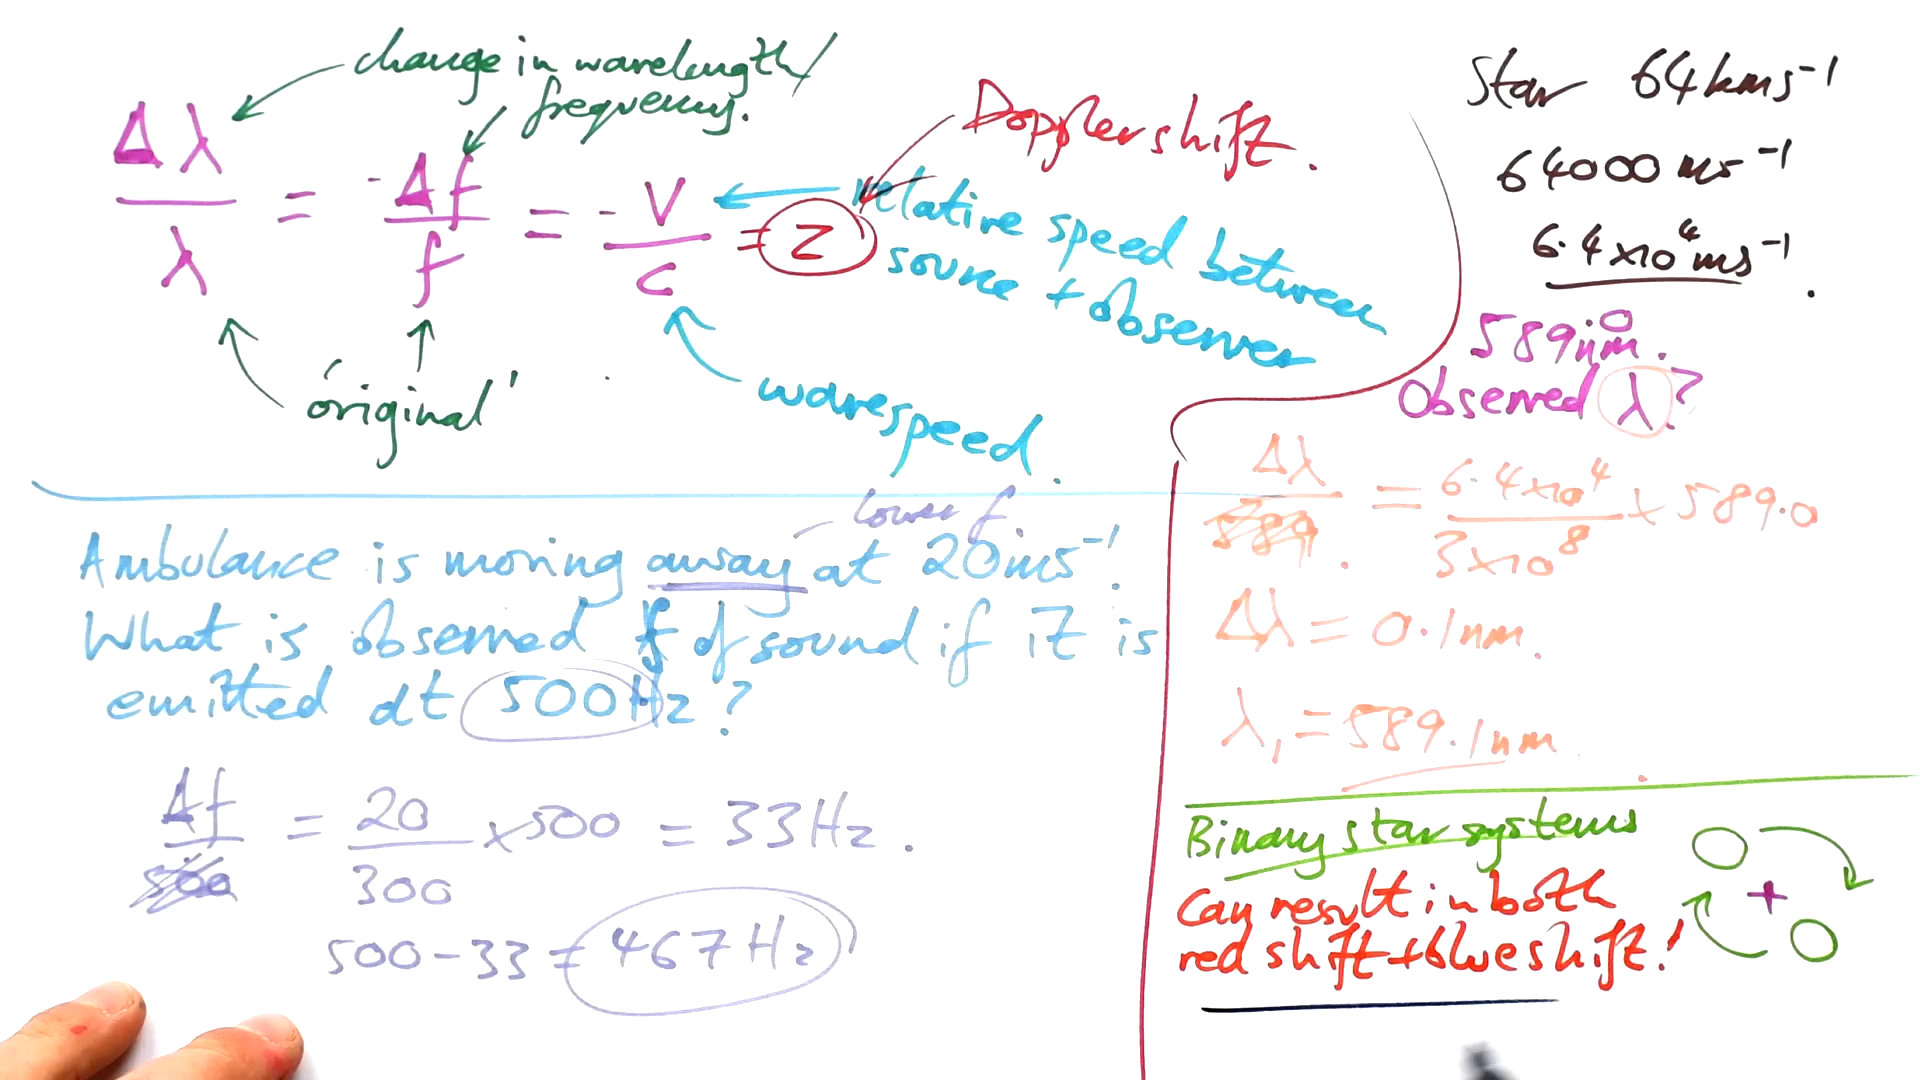 change in wavelength/
frequency.
Δλ/λ = -Δf/f = -v/c = z
Doppler shift.
relative speed between
source + observer
'original'
wavespeed.
Star 64kms⁻¹
64000 ms⁻¹
6.4×10⁴ms⁻¹
589.0nm.
Observed λ?
Δλ/589 = 6.4×10⁴/3×10⁸ × 589.0
Δλ = 0.1nm.
λ₁ = 589.1nm
lower f.
Ambulance is moving away at 20ms⁻¹.
What is observed f of sound if it is
emitted at 500Hz?
Δf/500 = 20/300 × 500 = 33Hz.
500-33 = 467Hz
Binary star systems
Can result in both
red shift + blue shift!
+